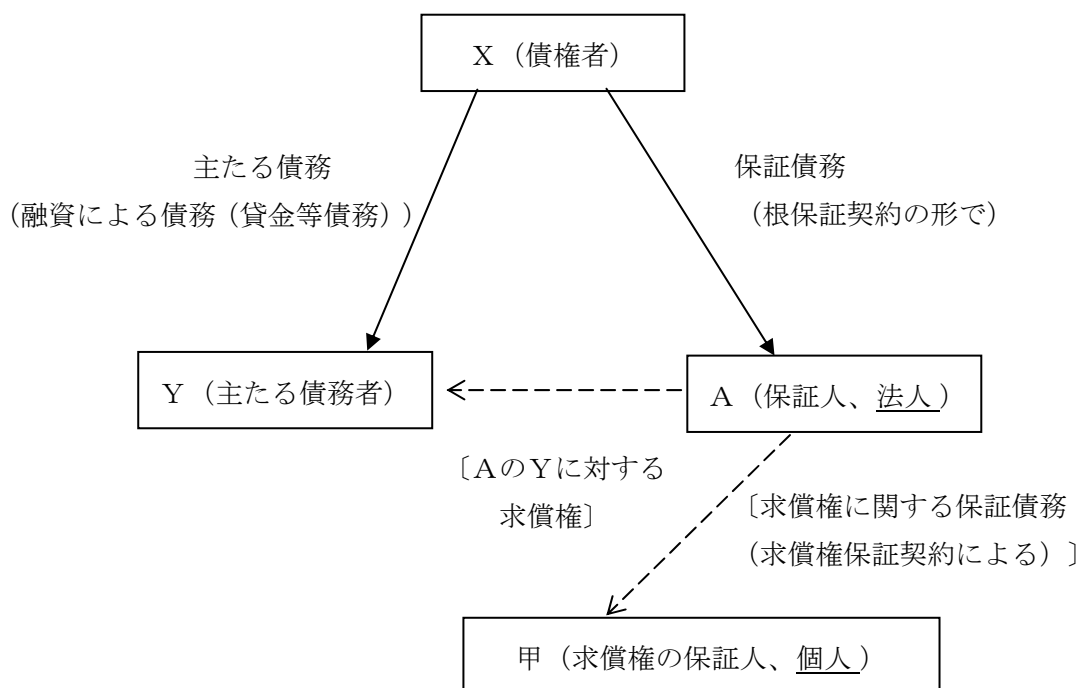 X（債権者）
主たる債務
（融資による債務（貸金等債務））
保証債務
（根保証契約の形で）
Y（主たる債務者）
A（保証人、法人）
〔AのYに対する
求償権〕
〔求償権に関する保証債務
（求償権保証契約による）〕
甲（求償権の保証人、個人）